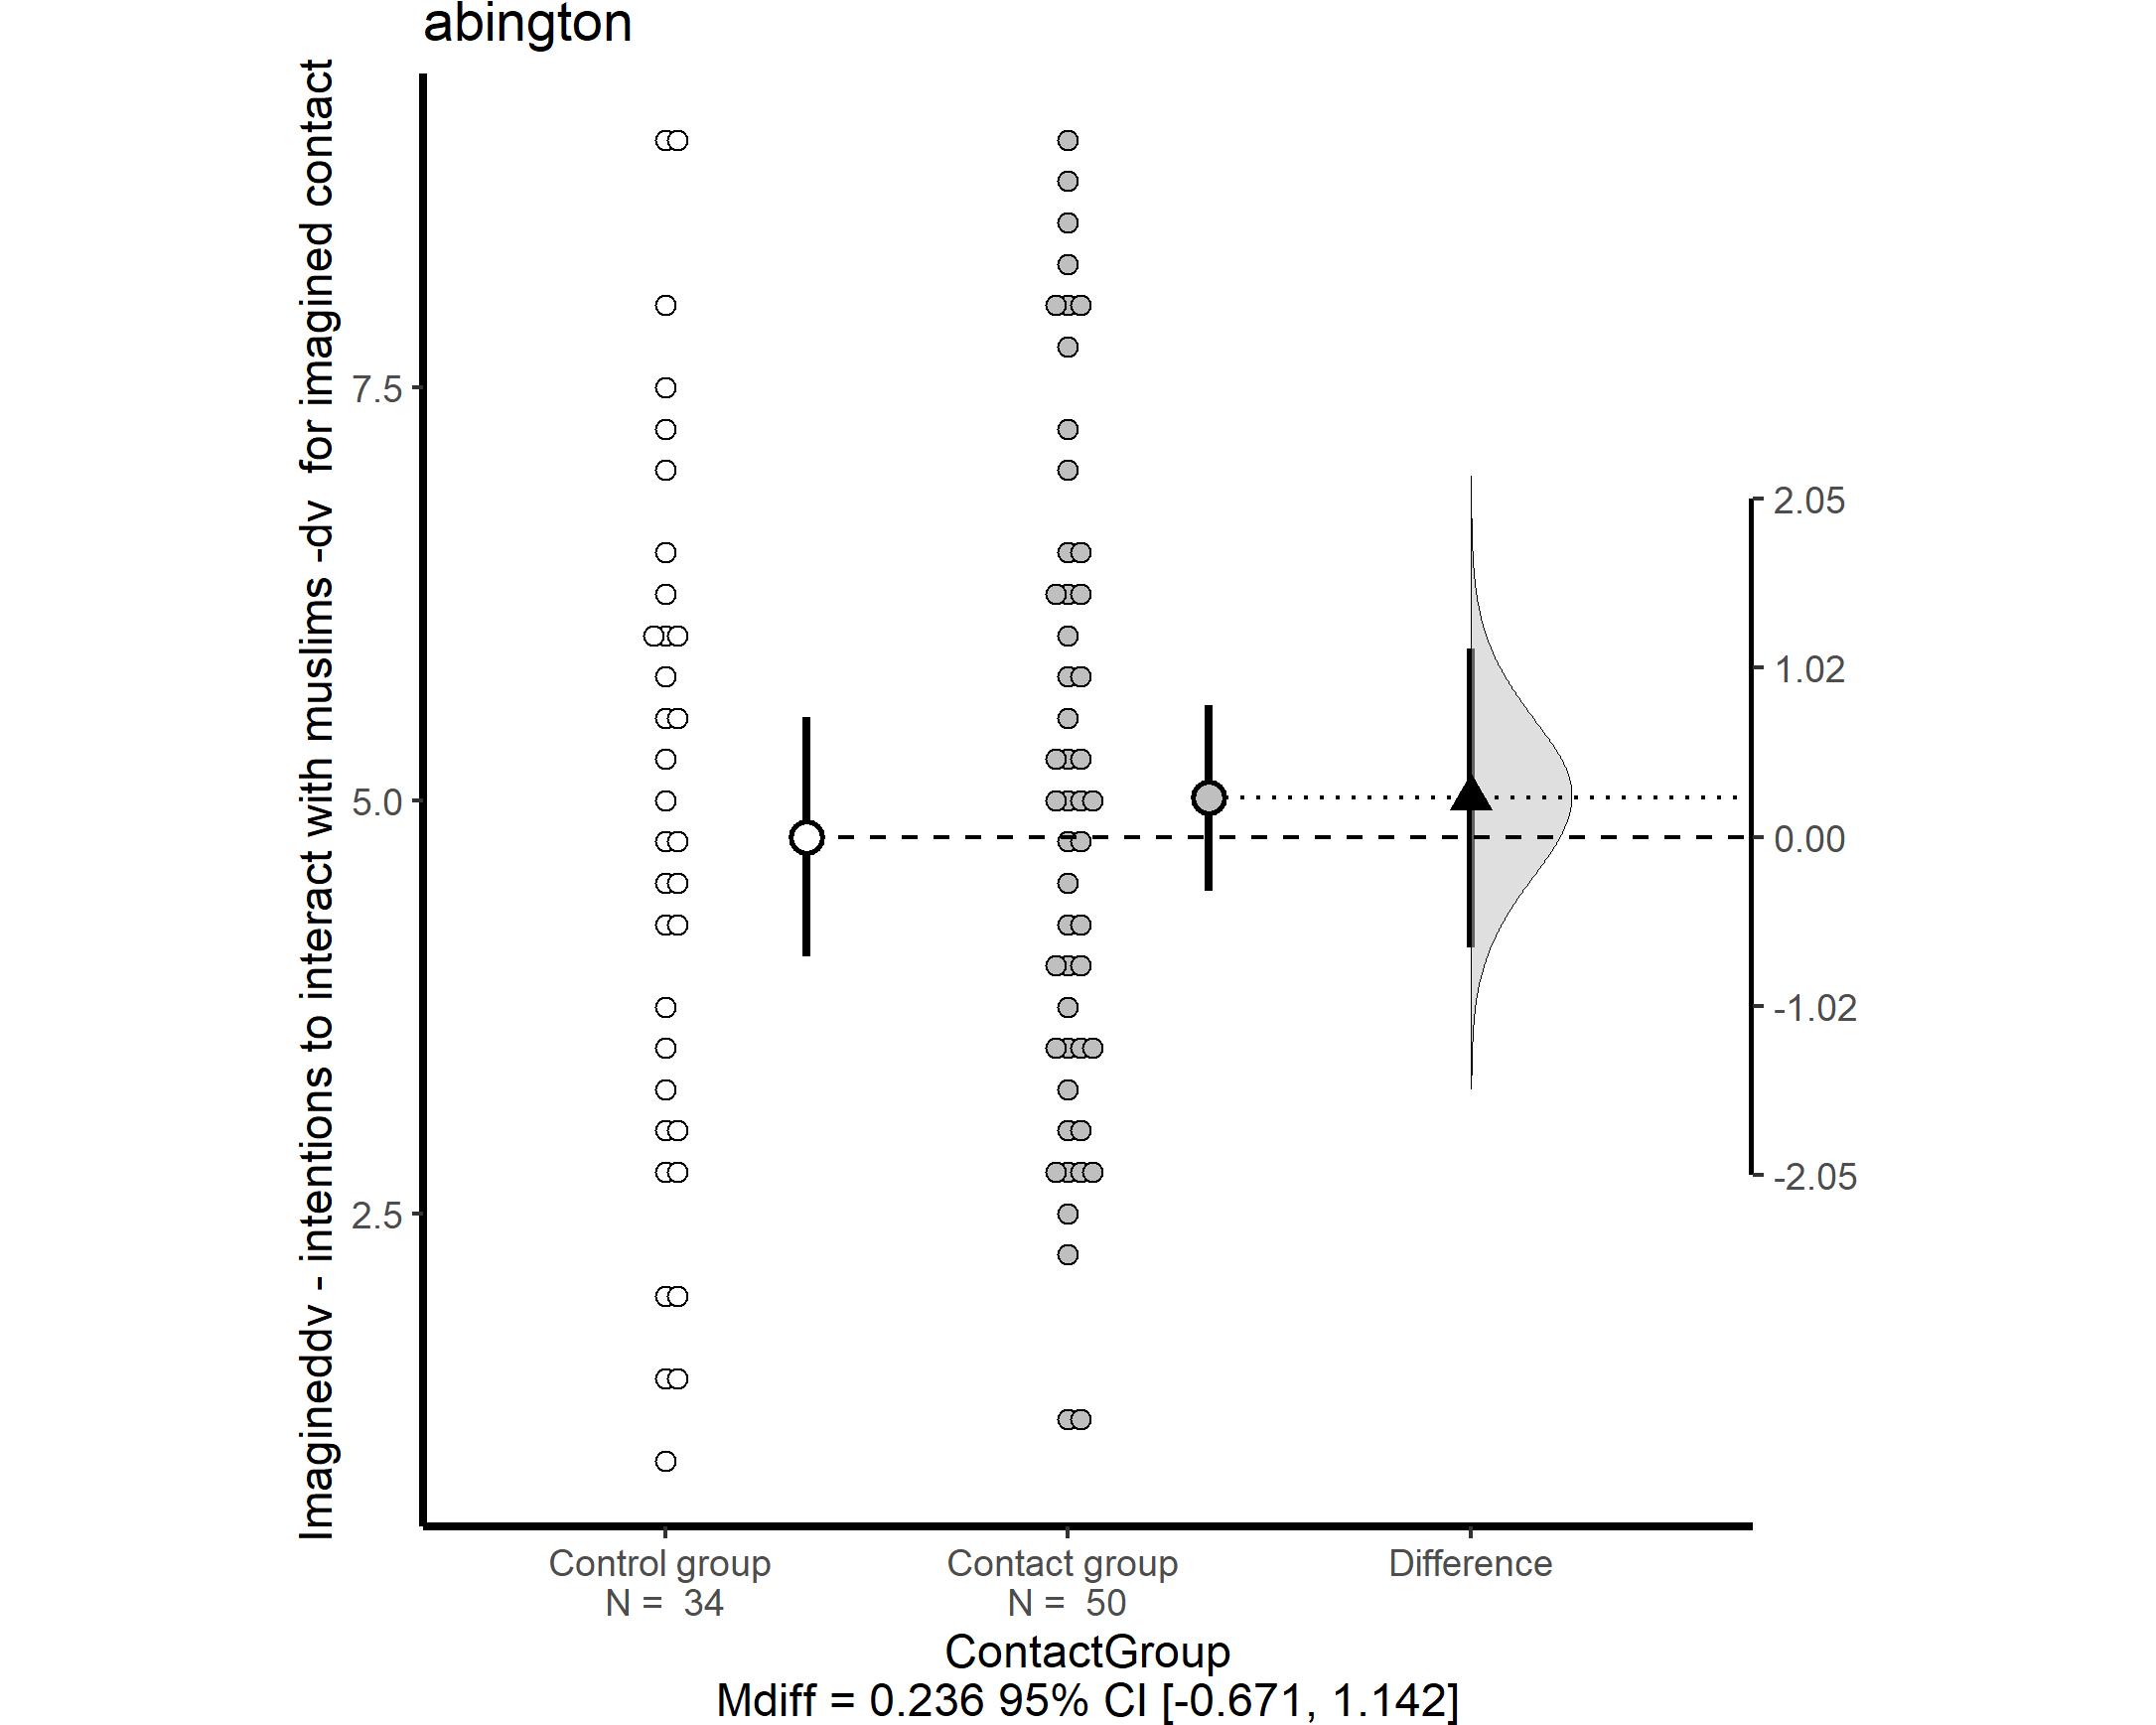 abington
Imagineddv - intentions to interact with muslims -dv  for imagined contact
7.5
5.0
2.5
2.05
1.02
0.00
-1.02
-2.05
Control group
N =  34
Contact group
N =  50
Difference
ContactGroup
Mdiff = 0.236 95% CI [-0.671, 1.142]